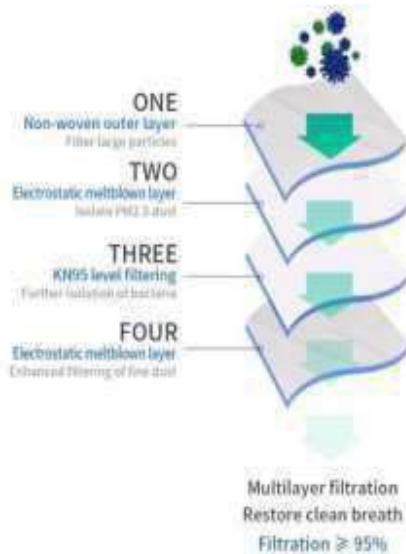 ONE
Non-woven outer layer
Filter large particles
TWO
Electrostatic meltblown layer
Isolate PM2.5 dust
THREE
KN95 level filtering
Further isolation of bacteria
FOUR
Electrostatic meltblown layer
Enhanced filtering of fine dust
Multilayer filtration
Restore clean breath
Filtration ≥ 95%